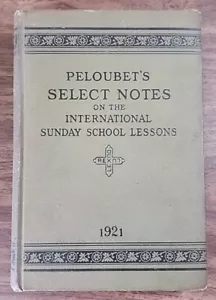 PELOUBET'S
SELECT NOTES
ON THE
INTERNATIONAL
SUNDAY SCHOOL LESSONS
1921